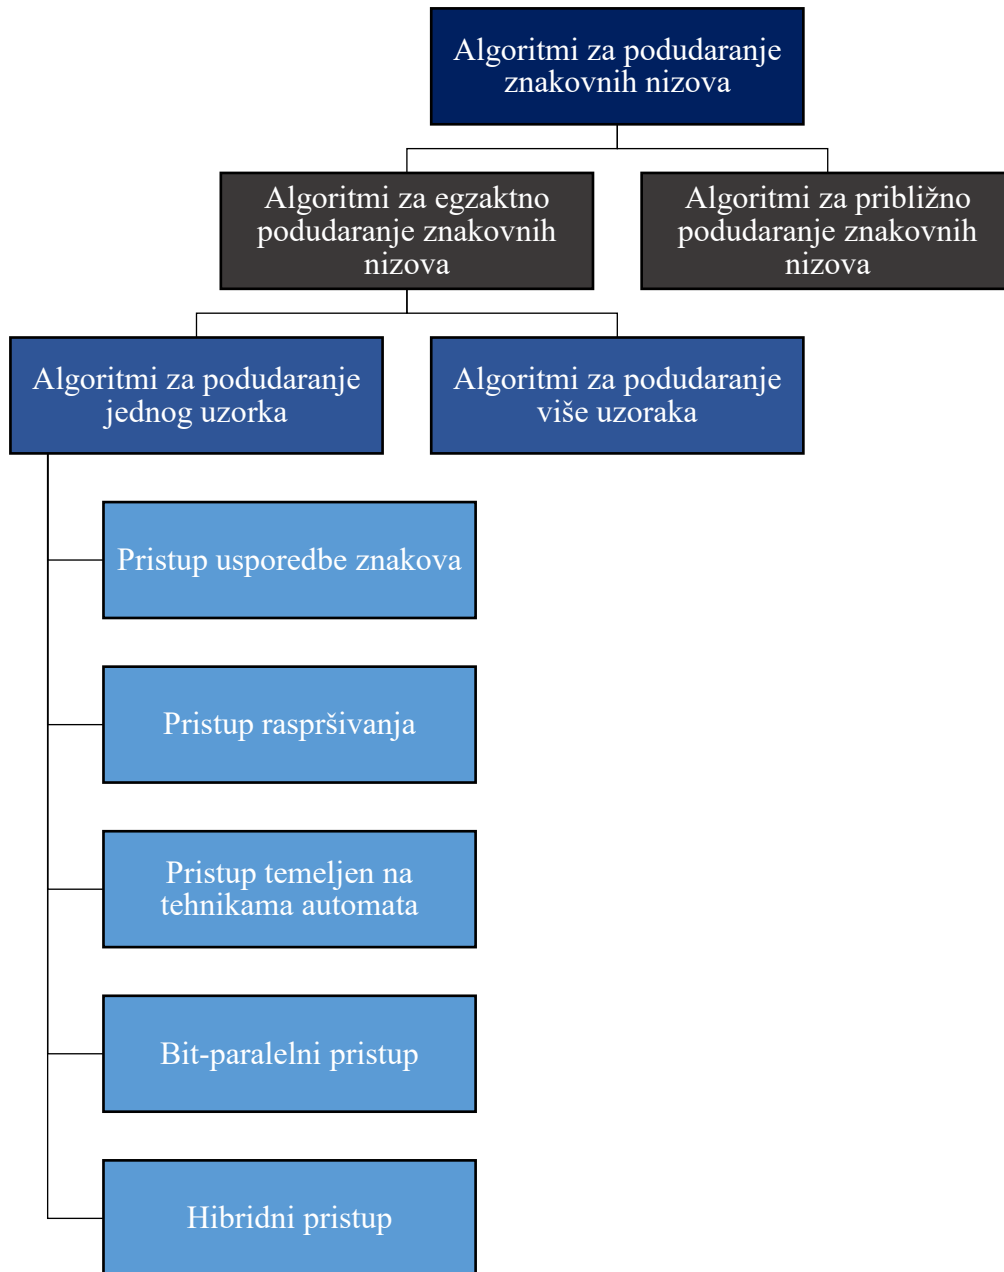 Algoritmi za podudaranje
znakovnih nizova
Algoritmi za egzaktno
podudaranje znakovnih
nizova
Algoritmi za približno
podudaranje znakovnih
nizova
Algoritmi za podudaranje
jednog uzorka
Algoritmi za podudaranje
više uzoraka
Pristup usporedbe znakova
Pristup raspršivanja
Pristup temeljen na
tehnikama automata
Bit-paralelni pristup
Hibridni pristup